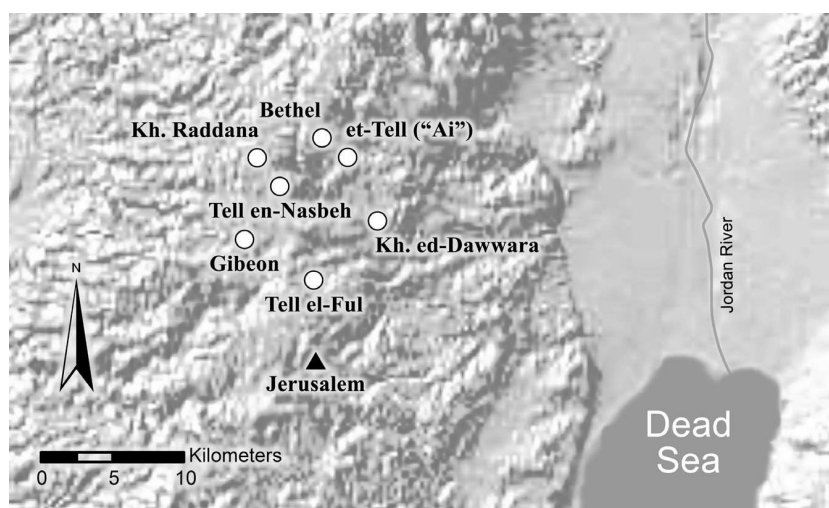 Bethel
Kh. Raddana
et-Tell (“Ai”)
Tell en-Nasbeh
Kh. ed-Dawwara
Gibeon
Tell el-Ful
N
Jerusalem
Jordan River
Dead
Sea
Kilometers
0 5 10